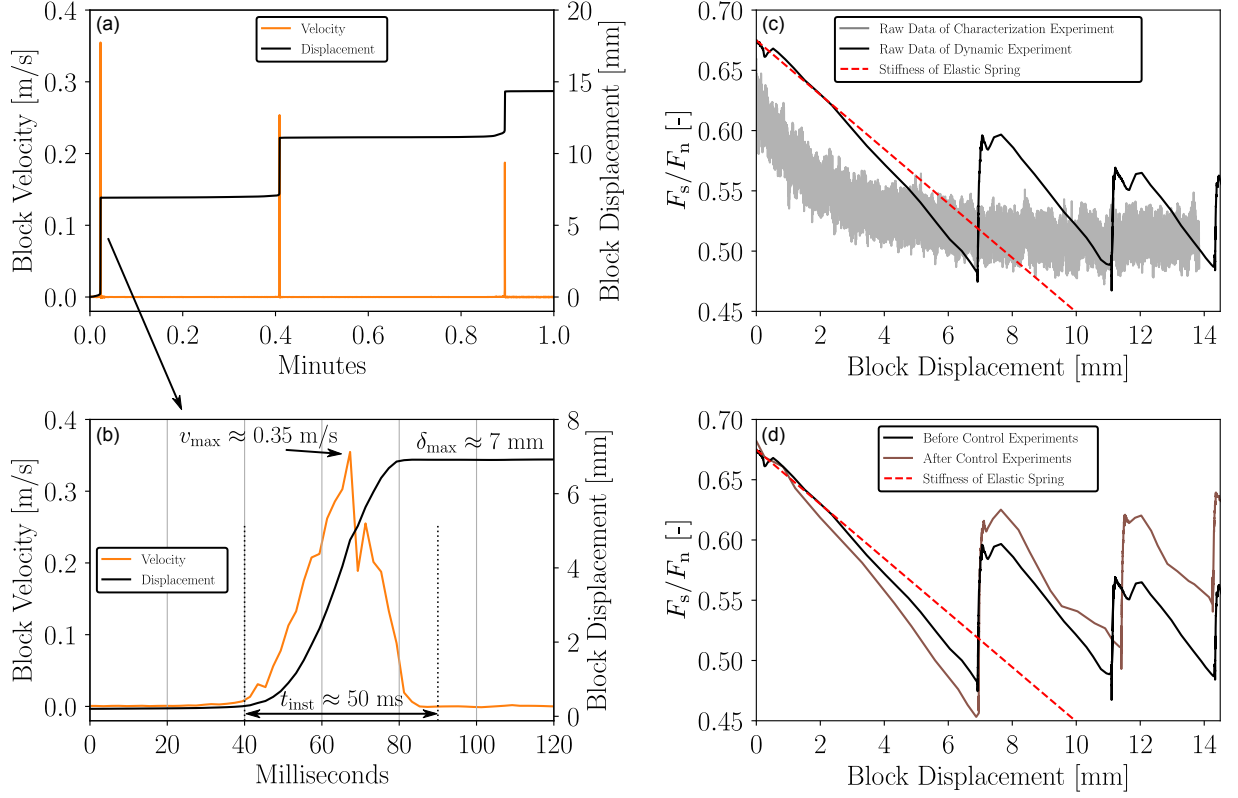 (a)
Velocity
Displacement
Block Velocity [m/s]
0.4
0.3
0.2
0.1
0.0
Block Displacement [mm]
20
15
10
5
0
0.0 0.2 0.4 0.6 0.8 1.0
Minutes
(b)
v_max ≈ 0.35 m/s
δ_max ≈ 7 mm
Velocity
Displacement
t_inst ≈ 50 ms
Block Velocity [m/s]
0.4
0.3
0.2
0.1
0.0
Block Displacement [mm]
8
6
4
2
0
0 20 40 60 80 100 120
Milliseconds
(c)
Raw Data of Characterization Experiment
Raw Data of Dynamic Experiment
Stiffness of Elastic Spring
F_s/F_n [-]
0.70
0.65
0.60
0.55
0.50
0.45
0 2 4 6 8 10 12 14
Block Displacement [mm]
(d)
Before Control Experiments
After Control Experiments
Stiffness of Elastic Spring
F_s/F_n [-]
0.70
0.65
0.60
0.55
0.50
0.45
0 2 4 6 8 10 12 14
Block Displacement [mm]